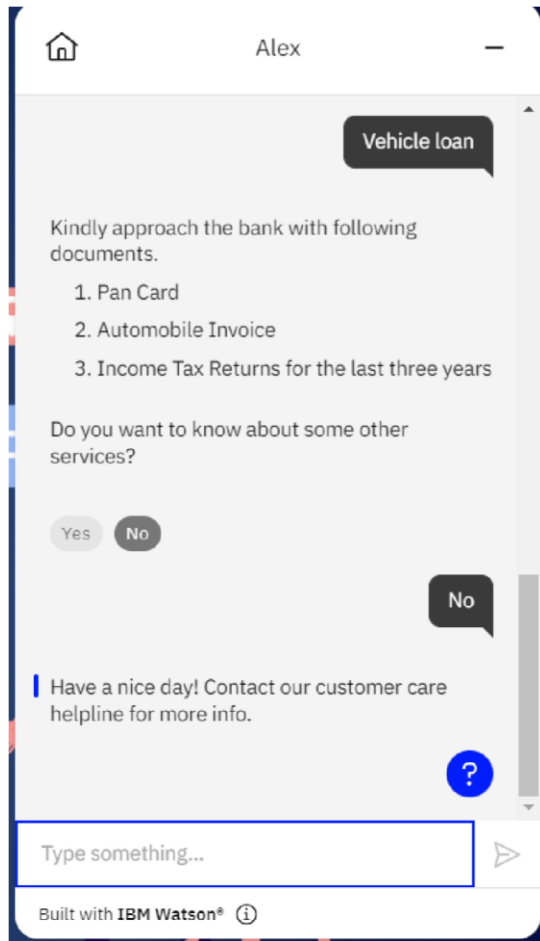 Alex
Vehicle loan
Kindly approach the bank with following
documents.
1. Pan Card
2. Automobile Invoice
3. Income Tax Returns for the last three years
Do you want to know about some other
services?
Yes No
No
Have a nice day! Contact our customer care
helpline for more info.
?
Type something...
Built with IBM Watson®